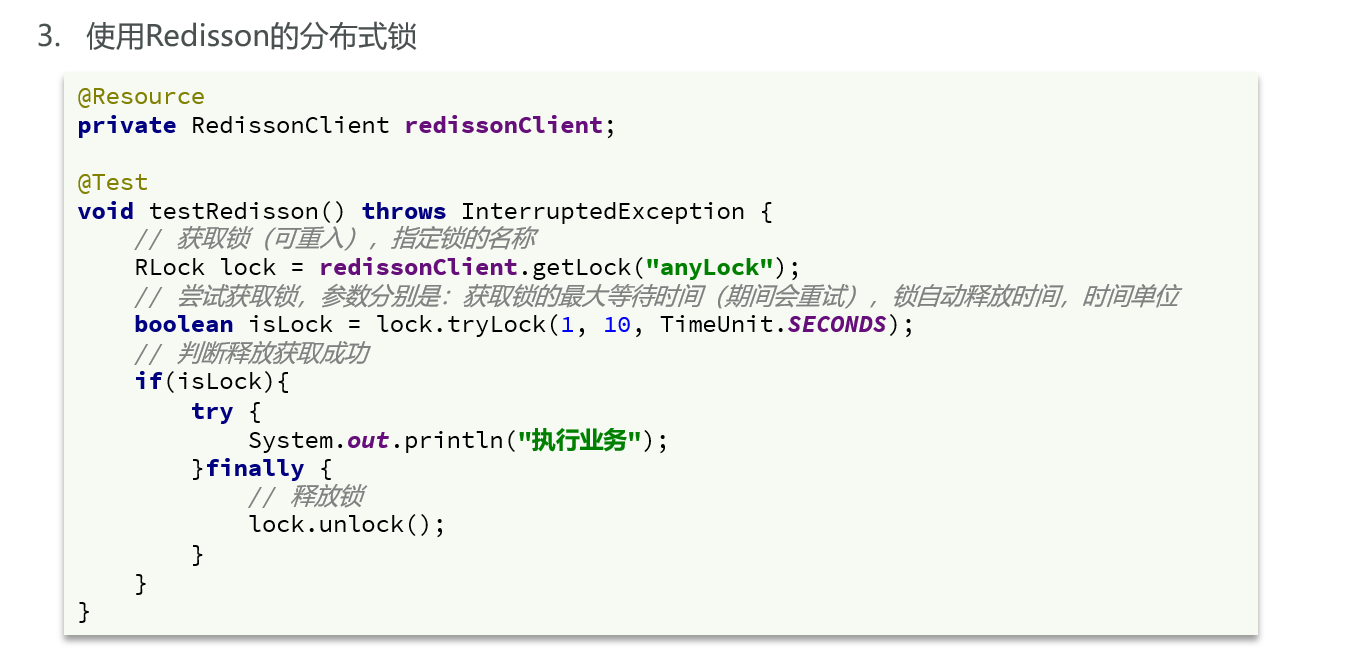 3. 使用Redisson的分布式锁
@Resource
private RedissonClient redissonClient;
@Test
void testRedisson() throws InterruptedException {
// 获取锁（可重入），指定锁的名称
RLock lock = redissonClient.getLock("anyLock");
// 尝试获取锁，参数分别是：获取锁的最大等待时间（期间会重试），锁自动释放时间，时间单位
boolean isLock = lock.tryLock(1, 10, TimeUnit.SECONDS);
// 判断释放获取成功
if(isLock){
try {
System.out.println("执行业务");
}finally {
// 释放锁
lock.unlock();
}
}
}